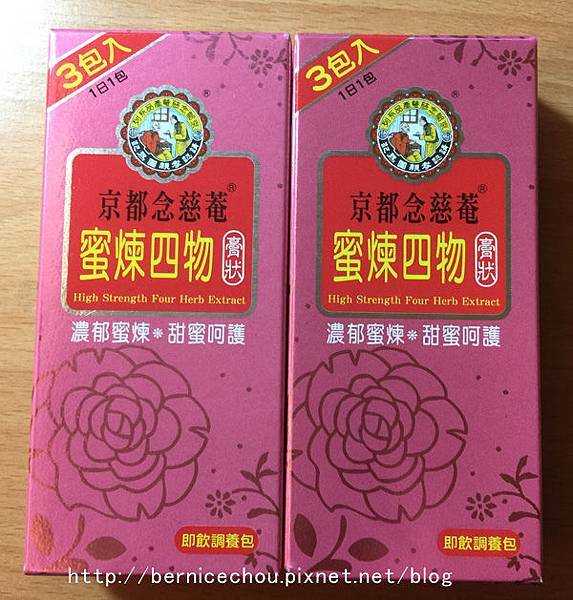 3包入
1日1包
京都念慈菴®
蜜煉四物 膏狀
High Strength Four Herb Extract
濃郁蜜煉※甜蜜呵護
即飲調養包
3包入
1日1包
京都念慈菴®
蜜煉四物 膏狀
High Strength Four Herb Extract
濃郁蜜煉※甜蜜呵護
即飲調養包
http://bernicechou.pixnet.net/blog